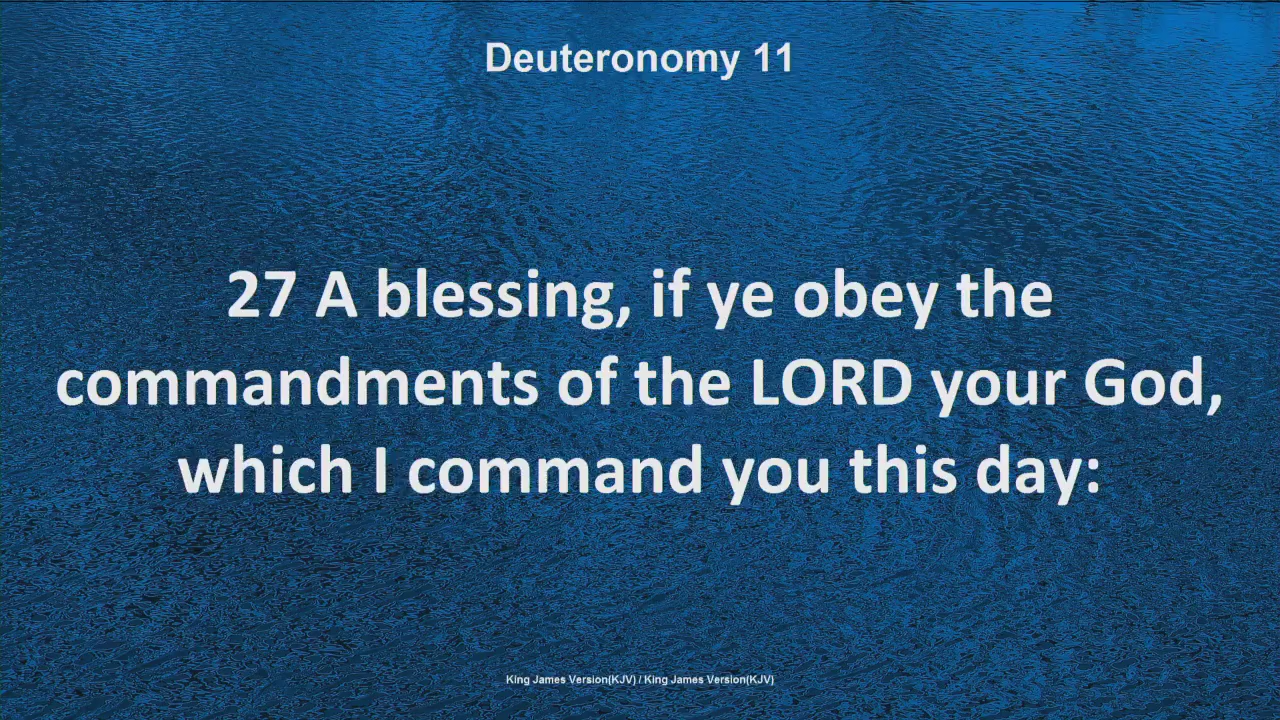 Deuteronomy 11
27 A blessing, if ye obey the
commandments of the LORD your God,
which I command you this day:
King James Version(KJV) / King James Version(KJV)